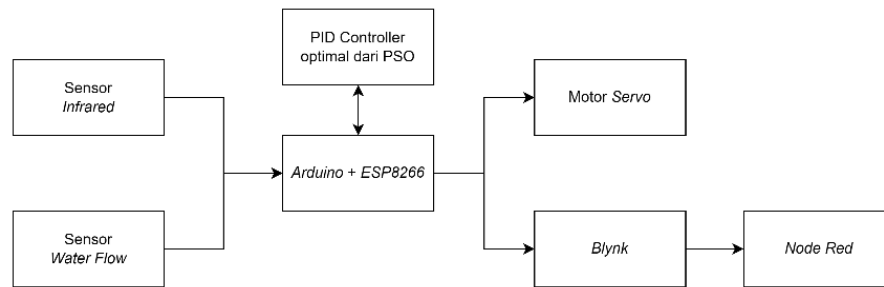 PID Controller
optimal dari PSO
Sensor
Infrared
Motor Servo
Arduino + ESP8266
Sensor
Water Flow
Blynk
Node Red